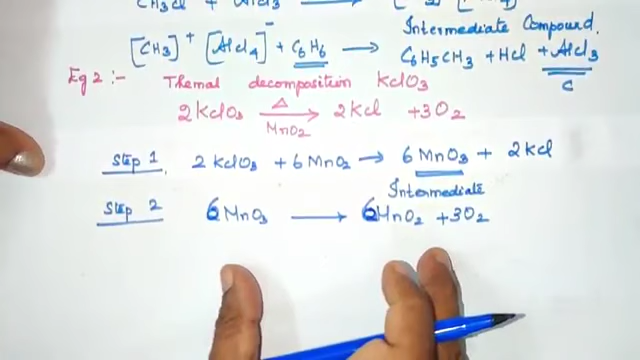 CH₃Cl +
Intermediate Compound.
[CH₃]⁺ [AlCl₄]⁻ + C₆H₆ → C₆H₅CH₃ + HCl + AlCl₃
C
Eg 2 :- Themal decomposition KClO₃
2KClO₃ →
Δ
MnO₂
2KCl + 3O₂
Step 1. 2KClO₃ + 6MnO₂ → 6MnO₃ + 2KCl
Intermediate
Step 2 6MnO₃ → 6MnO₂ + 3O₂